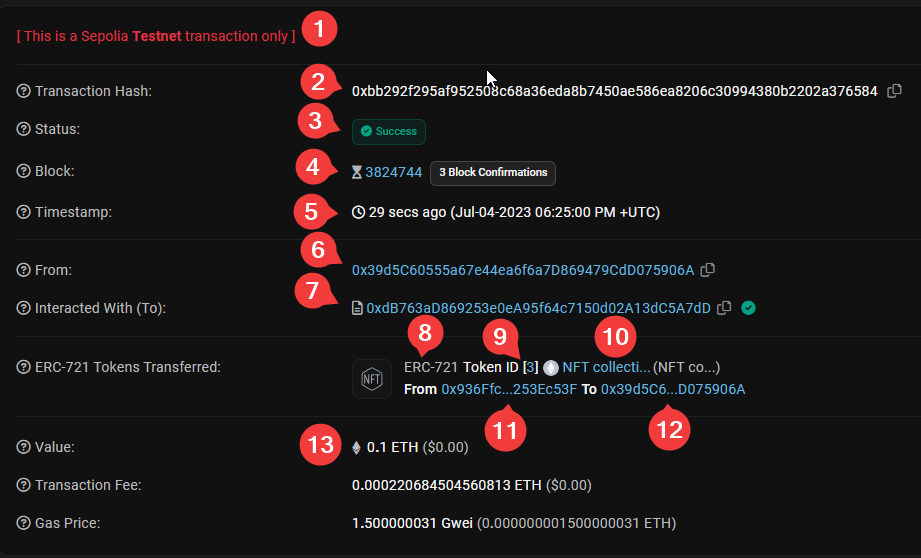 [ This is a Sepolia Testnet transaction only ] 1
Transaction Hash: 2 0xbb292f295af952508c68a36eda8b7450ae586ea8206c30994380b2202a376584
Status: 3 Success
Block: 4 3824744 3 Block Confirmations
Timestamp: 5 29 secs ago (Jul-04-2023 06:25:00 PM +UTC)
From: 6 0x39d5C60555a67e44ea6f6a7D869479CdD075906A
Interacted With (To): 7 0xdB763aD869253e0eA95f64c7150d02A13dC5A7dD
8 9 10
ERC-721 Tokens Transferred: NFT ERC-721 Token ID [3] NFT collecti... (NFT co...)
From 0x936Ffc...253Ec53F To 0x39d5C6...D075906A
11 12
Value: 13 0.1 ETH ($0.00)
Transaction Fee: 0.000220684504560813 ETH ($0.00)
Gas Price: 1.500000031 Gwei (0.000000001500000031 ETH)